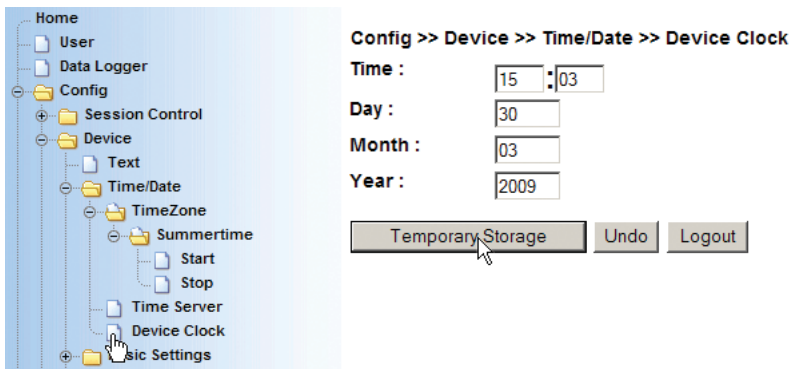 Home
User
Data Logger
Config
Session Control
Device
Text
Time/Date
TimeZone
Summertime
Start
Stop
Time Server
Device Clock
Settings
Config >> Device >> Time/Date >> Device Clock
Time : 15 : 03
Day : 30
Month : 03
Year : 2009
Temporary Storage Undo Logout